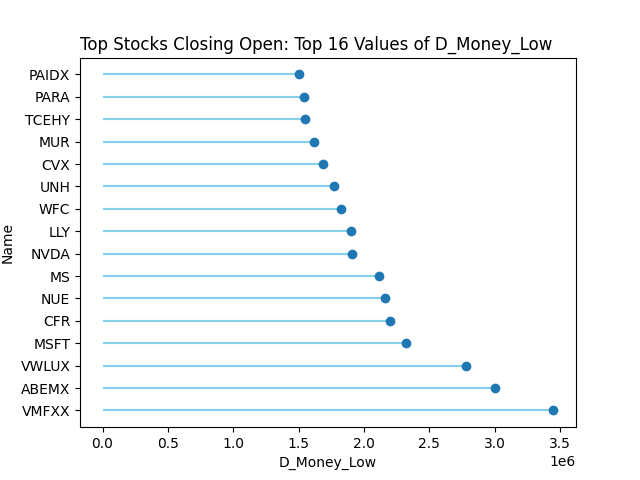 Top Stocks Closing Open: Top 16 Values of D_Money_Low
PAIDX
PARA
TCEHY
MUR
CVX
UNH
WFC
LLY
NVDA
MS
NUE
CFR
MSFT
VWLUX
ABEMX
VMFXX
Name
0.0 0.5 1.0 1.5 2.0 2.5 3.0 3.5
1e6
D_Money_Low